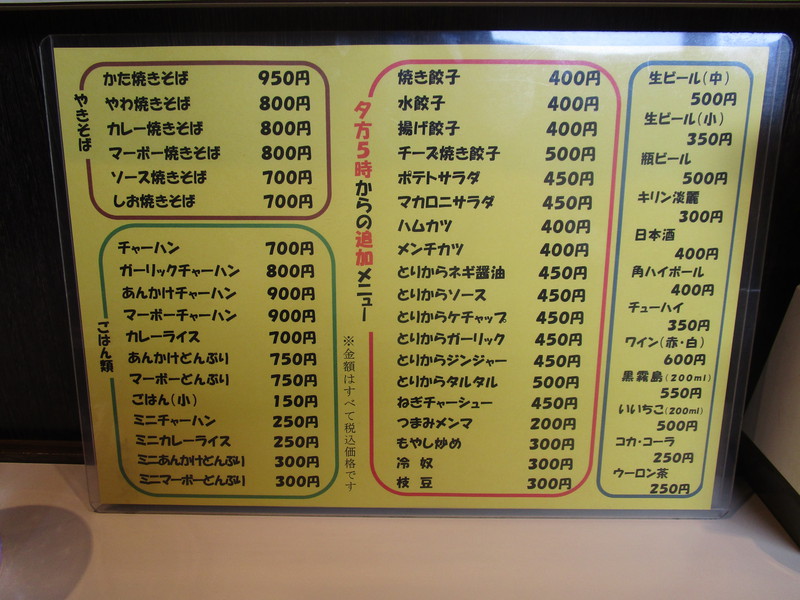 やきそば
かた焼きそば 950円
やわ焼きそば 800円
カレー焼きそば 800円
マーボー焼きそば 800円
ソース焼きそば 700円
しお焼きそば 700円
ごはん類
チャーハン 700円
ガーリックチャーハン 800円
あんかけチャーハン 900円
マーボーチャーハン 900円
カレーライス 700円
あんかけどんぶり 750円
マーボーどんぶり 750円
ごはん(小) 150円
ミニチャーハン 250円
ミニカレーライス 250円
ミニあんかけどんぶり 300円
ミニマーボーどんぶり 300円
夕方5時からの追加メニュー
※金額はすべて税込価格です
焼き餃子 400円
水餃子 400円
揚げ餃子 400円
チーズ焼き餃子 500円
ポテトサラダ 450円
マカロニサラダ 450円
ハムカツ 400円
メンチカツ 400円
とりからネギ醤油 450円
とりからソース 450円
とりからケチャップ 450円
とりからガーリック 450円
とりからジンジャー 450円
とりからタルタル 500円
ねぎチャーシュー 450円
つまみメンマ 200円
もやし炒め 300円
冷奴 300円
枝豆 300円
生ビール(中)
500円
生ビール(小)
350円
瓶ビール
500円
キリン淡麗
300円
日本酒
400円
角ハイボール
400円
チューハイ
350円
ワイン(赤・白)
600円
黒霧島(200ml)
550円
いいちこ(200ml)
500円
コカ・コーラ
250円
ウーロン茶
250円